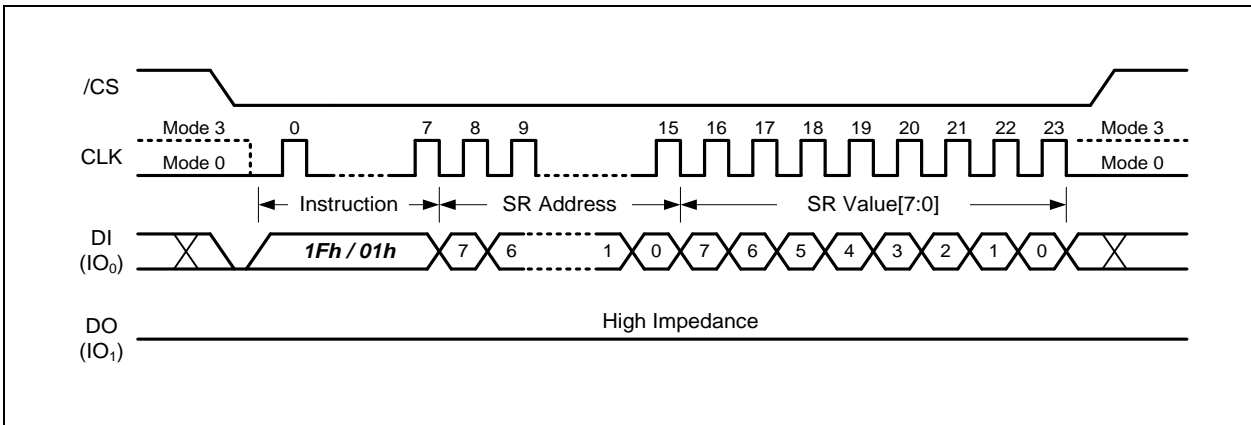 /CS
Mode 3 0 7 8 9 15 16 17 18 19 20 21 22 23 Mode 3
CLK
Mode 0 Mode 0
Instruction SR Address SR Value[7:0]
DI
(IO₀)
1Fh / 01h 7 6 1 0 7 6 5 4 3 2 1 0
High Impedance
DO
(IO₁)